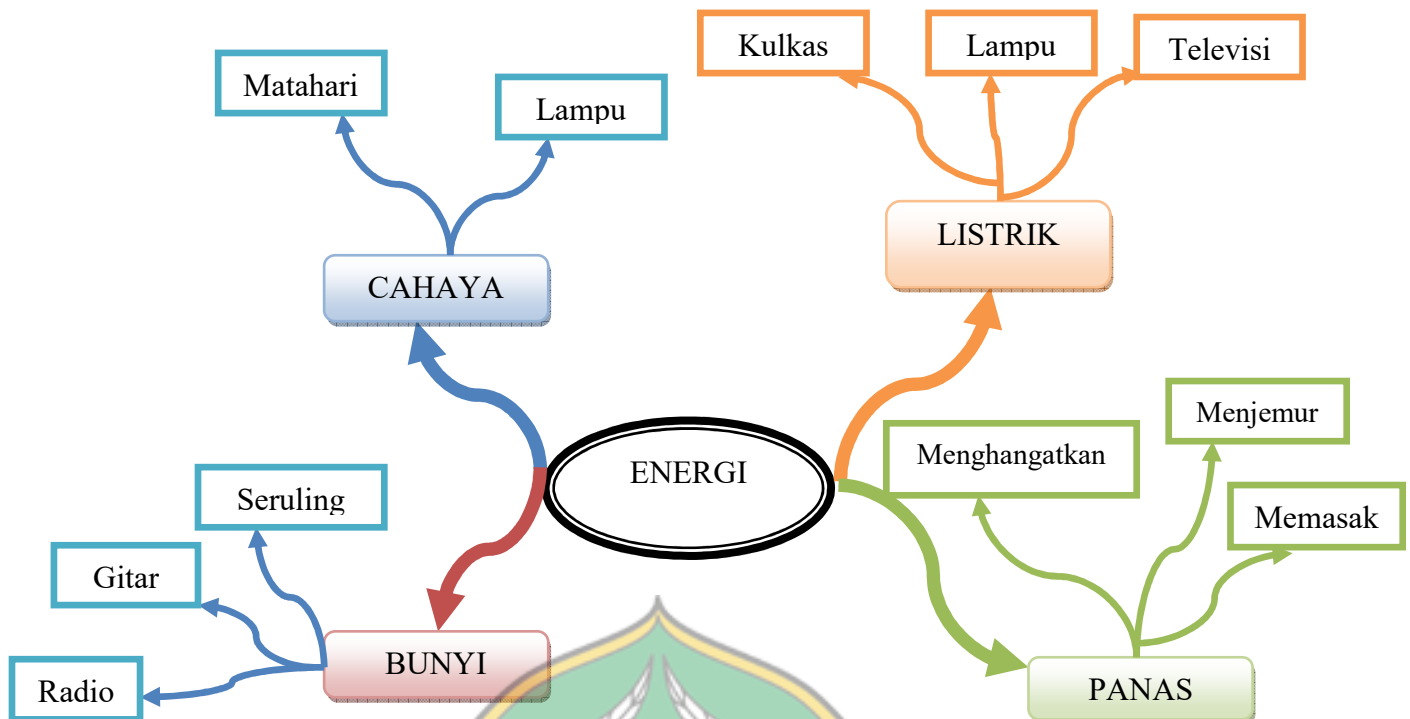 Kulkas
Lampu
Televisi
Matahari
Lampu
LISTRIK
CAHAYA
Menjemur
Menghangatkan
ENERGI
Seruling
Memasak
Gitar
BUNYI
Radio
PANAS